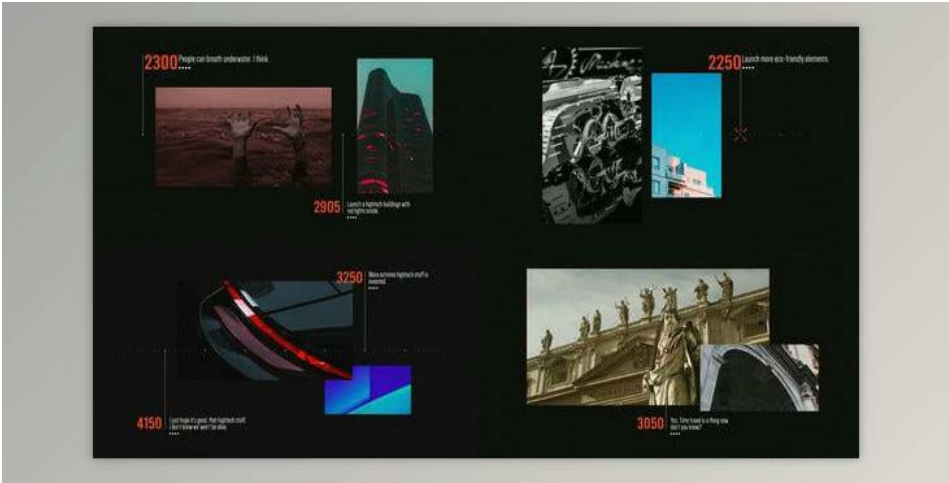 2300 People can breath underwater. I think.
2905 Launch a hightech buildings with
red lights inside.
2250 Launch more eco-friendly elements.
3250 More extreme hightech stuff is
invented.
4150 I just hope it's good, that hightech stuff.
I don't know we won't be alive.
3050 Yes, Time travel is a thing now
don't you know?